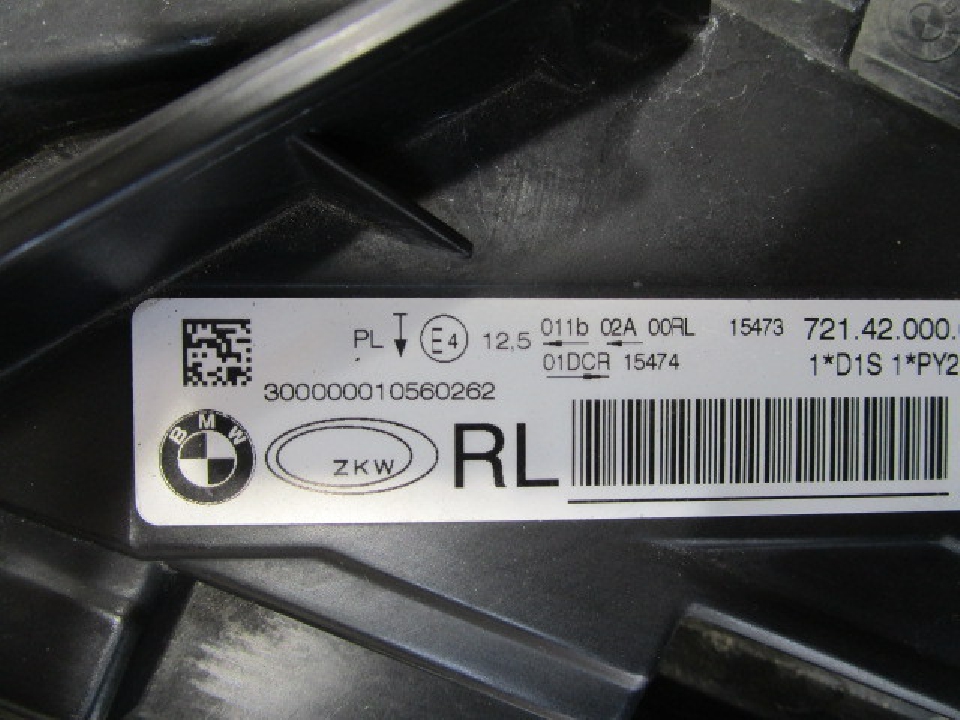 PL E4 12,5 011b 02A 00RL 15473 721.42.000.
01DCR 15474 1*D1S 1*PY2
300000010560262
BMW ZKW RL